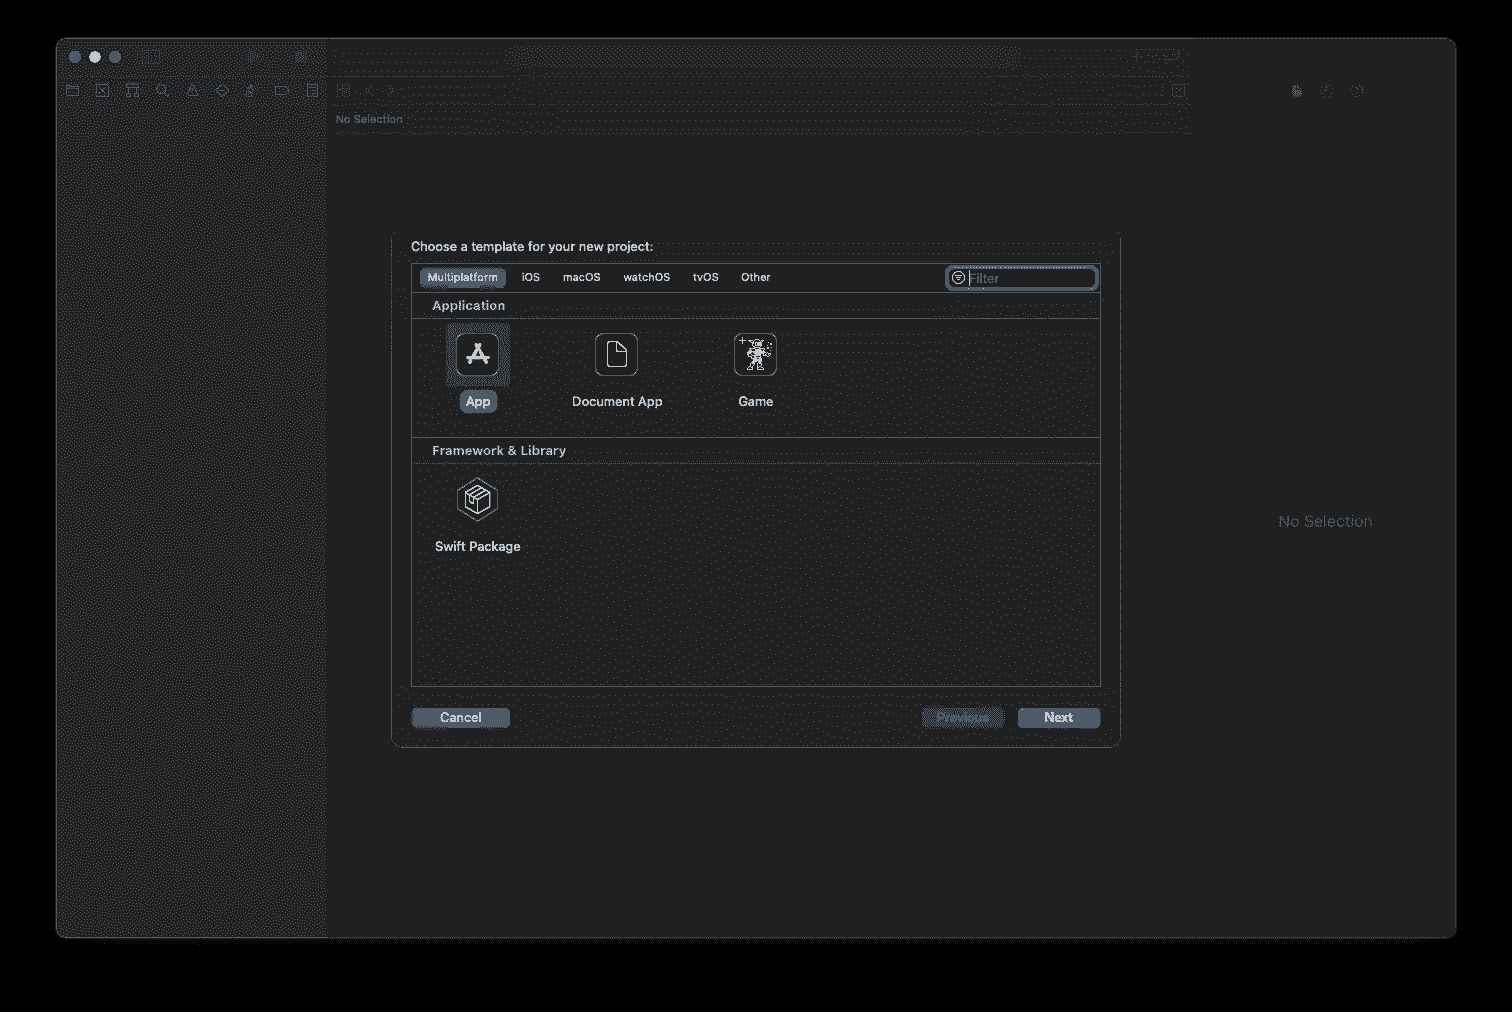 No Selection
Choose a template for your new project:
Multiplatform iOS macOS watchOS tvOS Other Filter
Application
App Document App Game
Framework & Library
Swift Package
No Selection
Cancel Previous Next